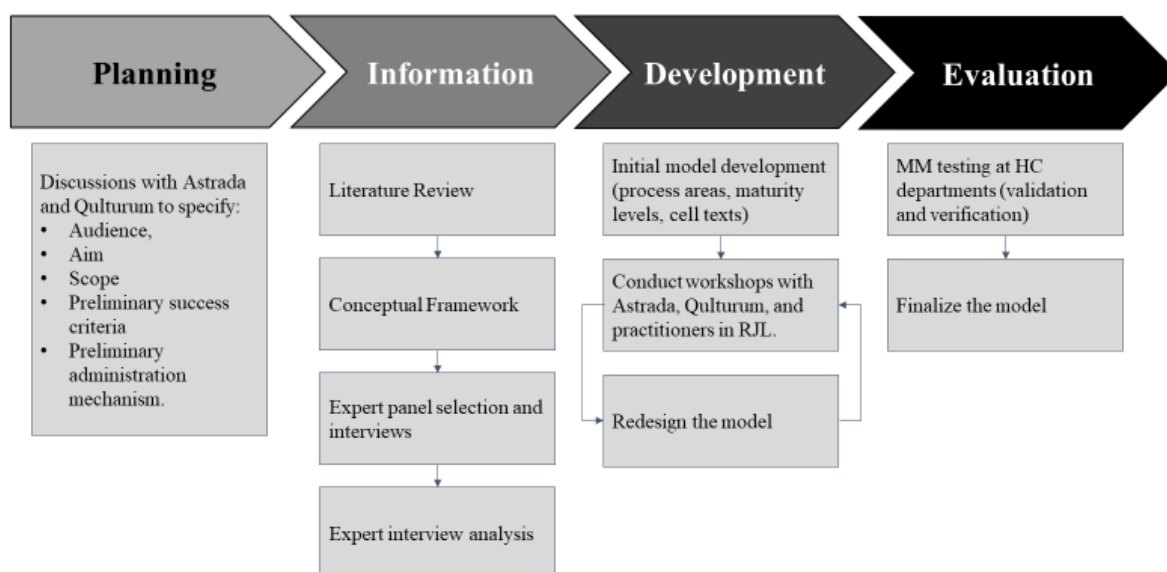 Planning
Information
Development
Evaluation
Discussions with Astrada
and Qulturum to specify:
• Audience,
• Aim
• Scope
• Preliminary success
criteria
• Preliminary
administration
mechanism.
Literature Review
Conceptual Framework
Expert panel selection and
interviews
Expert interview analysis
Initial model development
(process areas, maturity
levels, cell texts)
Conduct workshops with
Astrada, Qulturum, and
practitioners in RJL.
Redesign the model
MM testing at HC
departments (validation
and verification)
Finalize the model